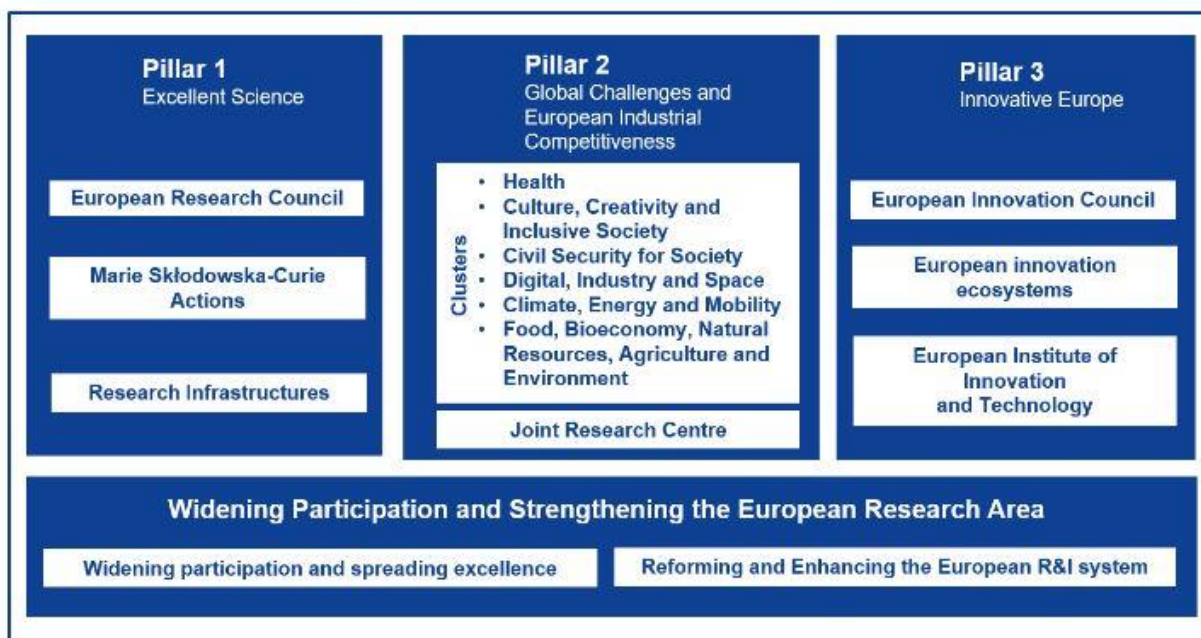 Pillar 1
Excellent Science
European Research Council
Marie Skłodowska-Curie
Actions
Research Infrastructures
Pillar 2
Global Challenges and
European Industrial
Competitiveness
Clusters
• Health
• Culture, Creativity and
Inclusive Society
• Civil Security for Society
• Digital, Industry and Space
• Climate, Energy and Mobility
• Food, Bioeconomy, Natural
Resources, Agriculture and
Environment
Joint Research Centre
Pillar 3
Innovative Europe
European Innovation Council
European innovation
ecosystems
European Institute of
Innovation
and Technology
Widening Participation and Strengthening the European Research Area
Widening participation and spreading excellence
Reforming and Enhancing the European R&I system